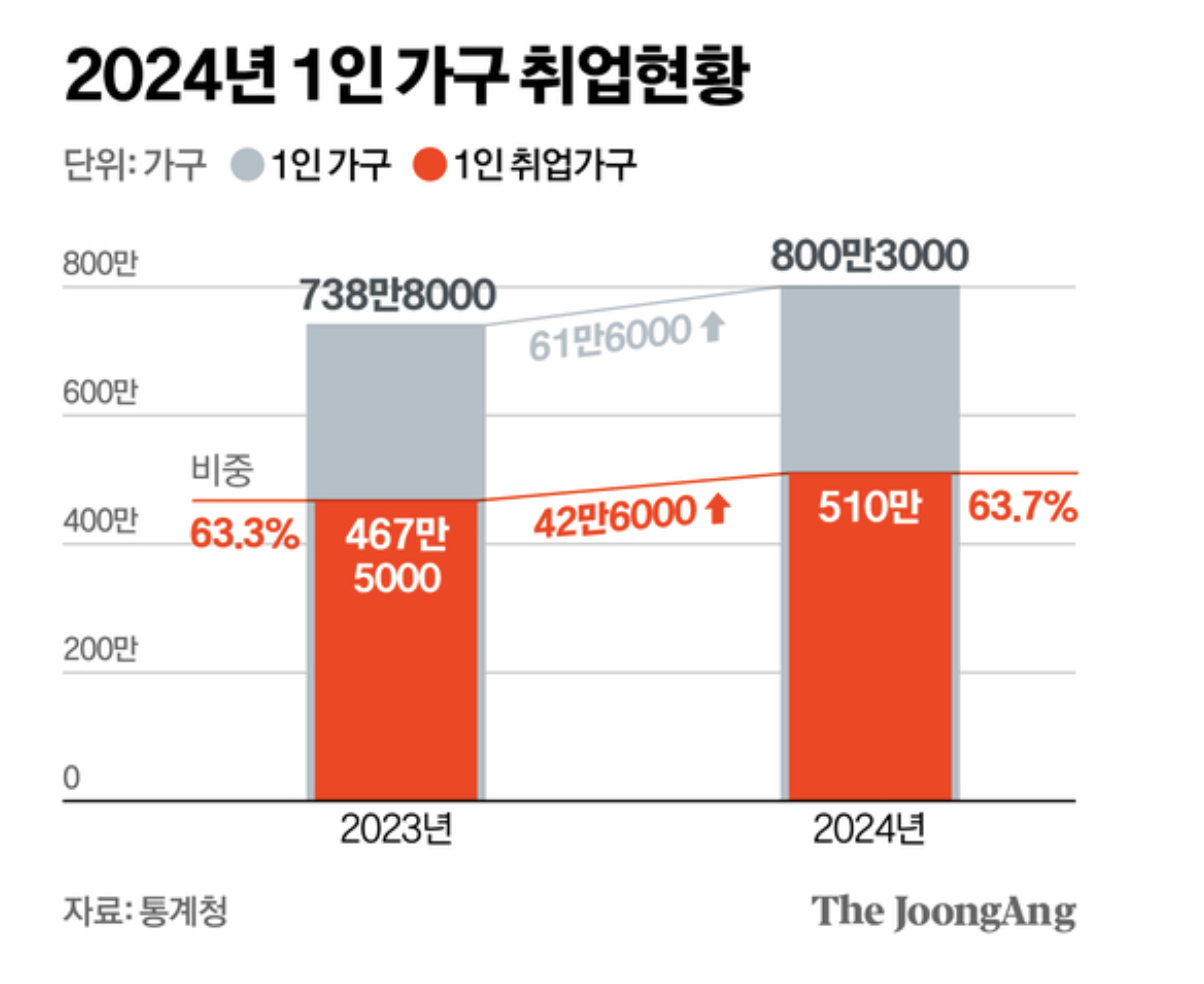 2024년 1인 가구 취업현황
단위: 가구 1인 가구 1인 취업가구
800만
738만8000
800만3000
61만6000
600만
비중
400만
63.3%
467만
5000
42만6000
510만
63.7%
200만
0
2023년
2024년
자료: 통계청
The JoongAng